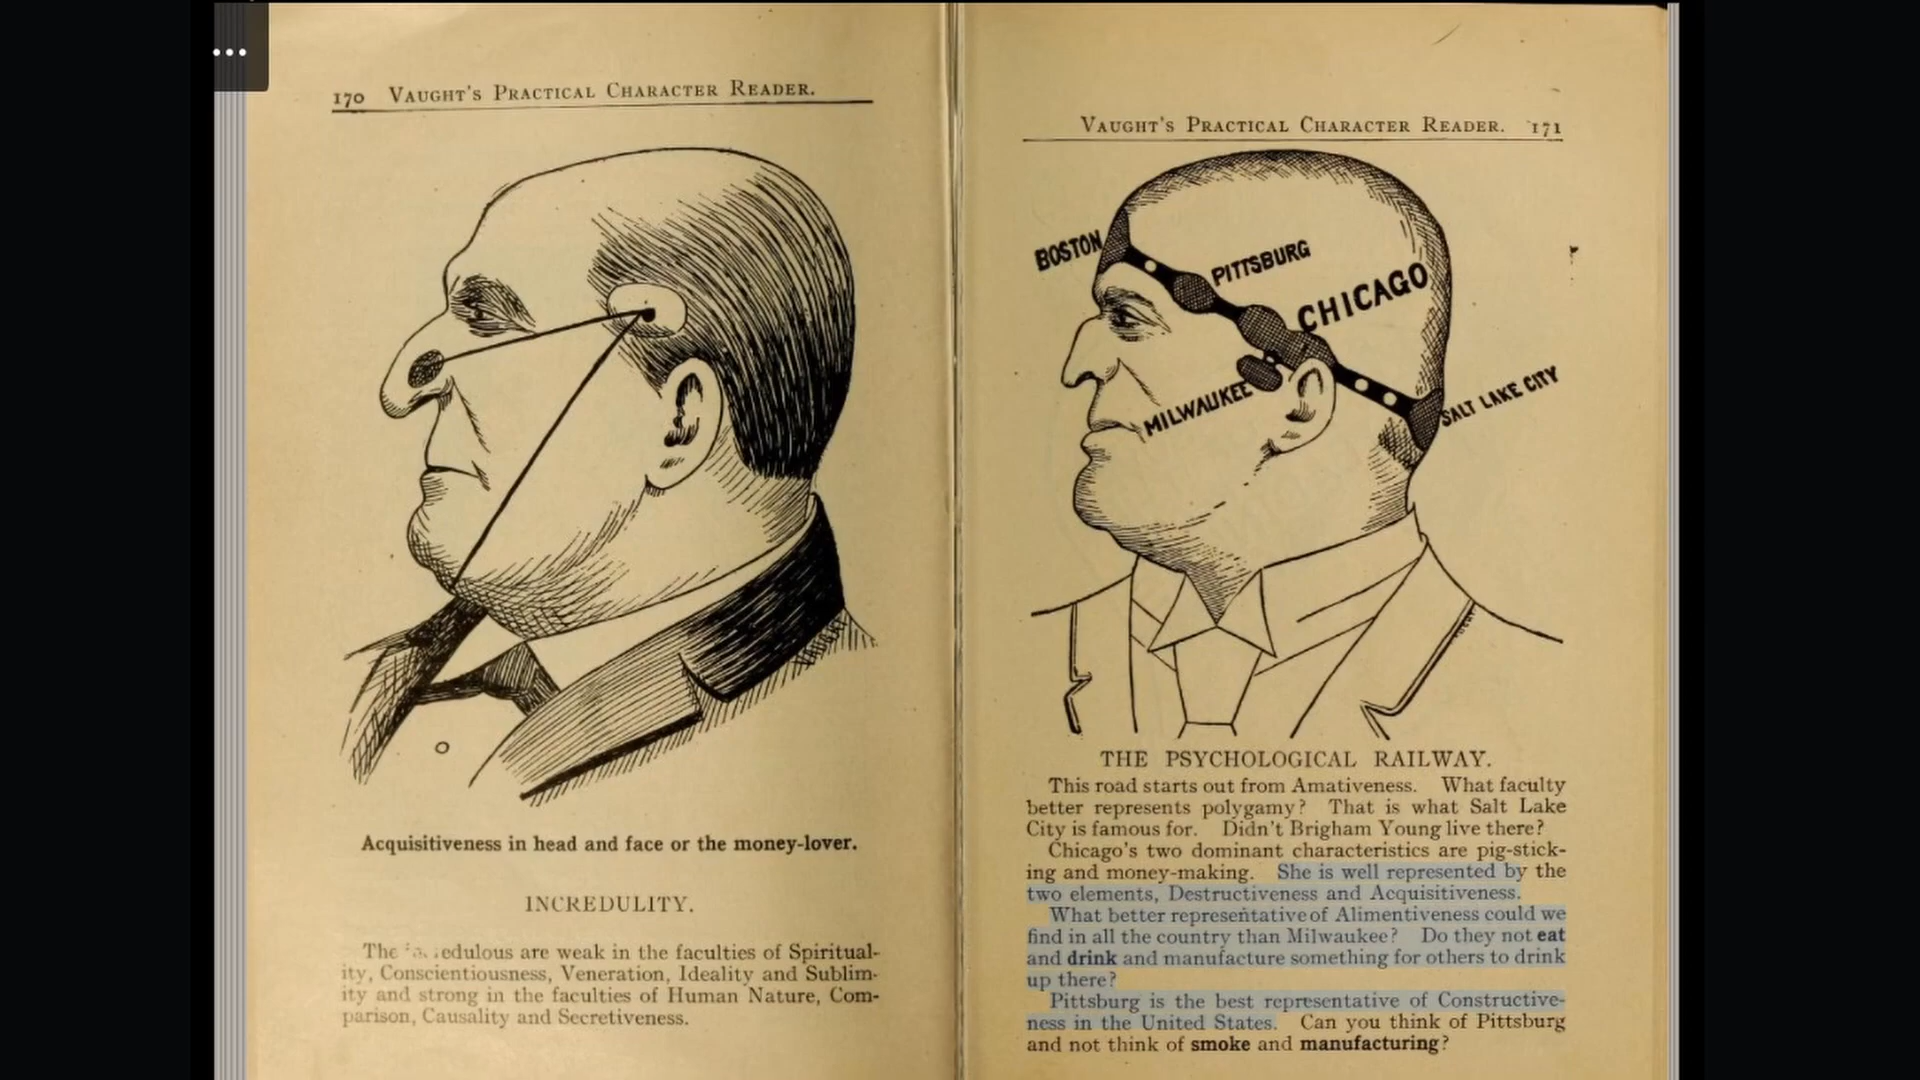 170 VAUGHT'S PRACTICAL CHARACTER READER.
Acquisitiveness in head and face or the money-lover.
INCREDULITY.
The edulous are weak in the faculties of Spiritual-
ity, Conscientiousness, Veneration, Ideality and Sublim-
ity and strong in the faculties of Human Nature, Com-
parison, Causality and Secretiveness.
VAUGHT'S PRACTICAL CHARACTER READER. 171
BOSTON
PITTSBURG
CHICAGO
MILWAUKEE
SALT LAKE CITY
THE PSYCHOLOGICAL RAILWAY.
This road starts out from Amativeness. What faculty
better represents polygamy? That is what Salt Lake
City is famous for. Didn't Brigham Young live there?
Chicago's two dominant characteristics are pig-stick-
ing and money-making. She is well represented by the
two elements, Destructiveness and Acquisitiveness.
What better representative of Alimentiveness could we
find in all the country than Milwaukee? Do they not eat
and drink and manufacture something for others to drink
up there?
Pittsburg is the best representative of Constructive-
ness in the United States. Can you think of Pittsburg
and not think of smoke and manufacturing?